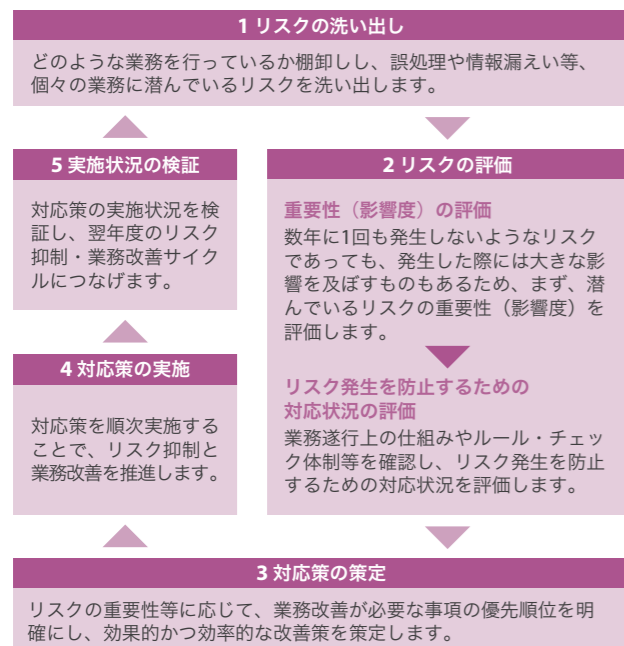 1 リスクの洗い出し
どのような業務を行っているか棚卸しし、誤処理や情報漏えい等、
個々の業務に潜んでいるリスクを洗い出します。
2 リスクの評価
重要性（影響度）の評価
数年に1回も発生しないようなリスク
であっても、発生した際には大きな影
響を及ぼすものもあるため、まず、潜
んでいるリスクの重要性（影響度）を
評価します。
リスク発生を防止するための
対応状況の評価
業務遂行上の仕組みやルール・チェッ
ク体制等を確認し、リスク発生を防止
するための対応状況を評価します。
3 対応策の策定
リスクの重要性等に応じて、業務改善が必要な事項の優先順位を明
確にし、効果的かつ効率的な改善策を策定します。
4 対応策の実施
対応策を順次実施する
ことで、リスク抑制と
業務改善を推進します。
5 実施状況の検証
対応策の実施状況を検
証し、翌年度のリスク
抑制・業務改善サイク
ルにつなげます。